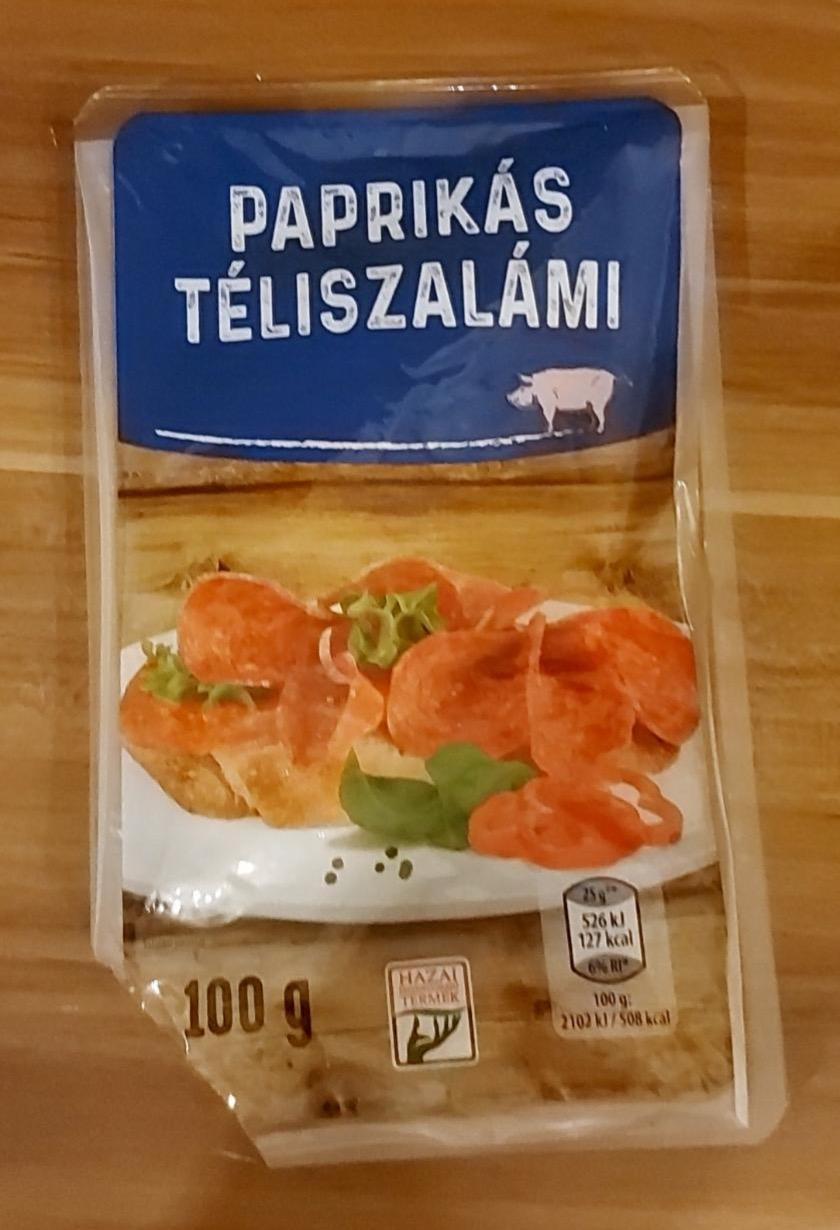 PAPRIKÁS
TÉLISZALÁMI
25 g**
526 kJ
127 kcal
6% RI*
100 g:
2102 kJ / 508 kcal
100 g
HAZAI
TERMÉK